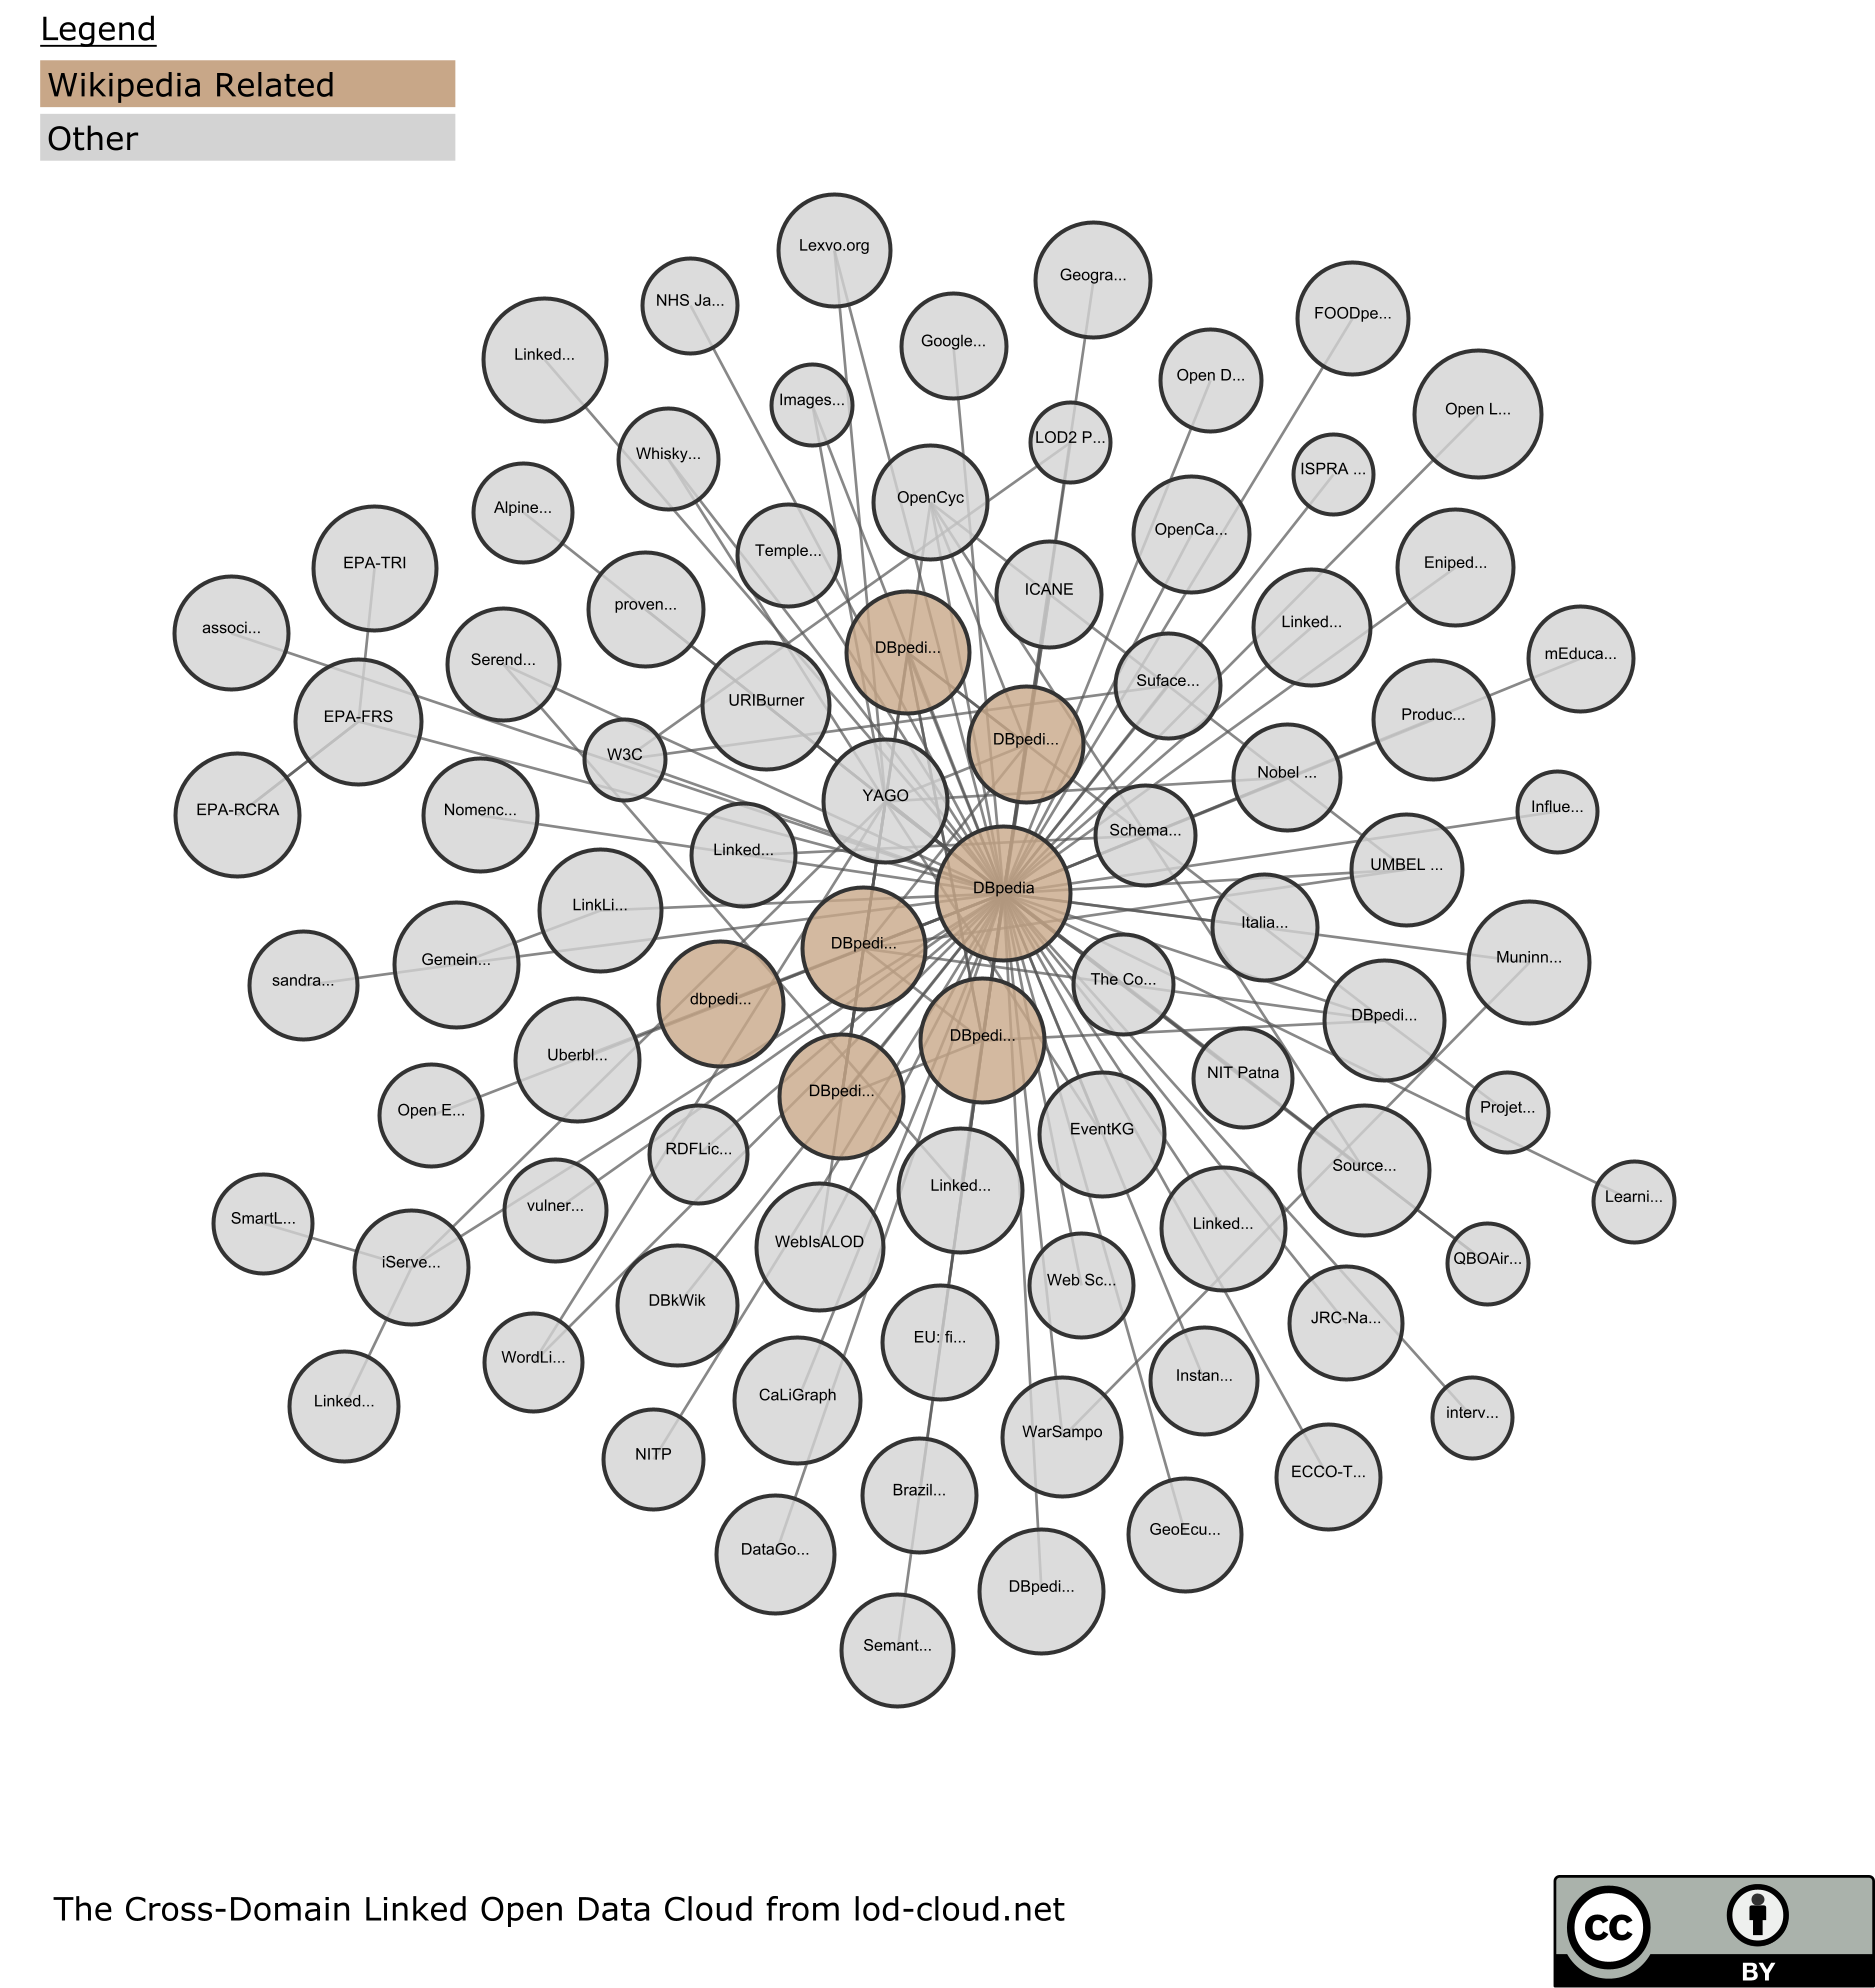 Legend
Wikipedia Related
Other
Lexvo.org
Geogra...
NHS Ja...
FOODpe...
Google...
Linked...
Open D...
Images...
Open L...
LOD2 P...
Whisky...
ISPRA ...
OpenCyc
Alpine...
OpenCa...
Temple...
EPA-TRI
Eniped...
ICANE
proven...
Linked...
associ...
DBpedi...
mEduca...
Serend...
Suface...
URIBurner
Produc...
EPA-FRS
DBpedi...
W3C
Nobel ...
YAGO
Influe...
EPA-RCRA
Nomenc...
Schema...
Linked...
UMBEL ...
DBpedia
LinkLi...
Italia...
DBpedi...
Gemein...
Muninn...
sandra...
The Co...
dbpedi...
DBpedi...
DBpedi...
Uberbl...
NIT Patna
DBpedi...
Open E...
Projet...
EventKG
RDFLic...
Source...
Linked...
Learni...
vulner...
SmartL...
Linked...
WebIsALOD
iServe...
QBOAir...
Web Sc...
DBkWik
JRC-Na...
EU: fi...
WordLi...
Instan...
CaLiGraph
Linked...
interv...
WarSampo
NITP
ECCO-T...
Brazil...
GeoEcu...
DataGo...
DBpedi...
Semant...
The Cross-Domain Linked Open Data Cloud from lod-cloud.net
cc
BY